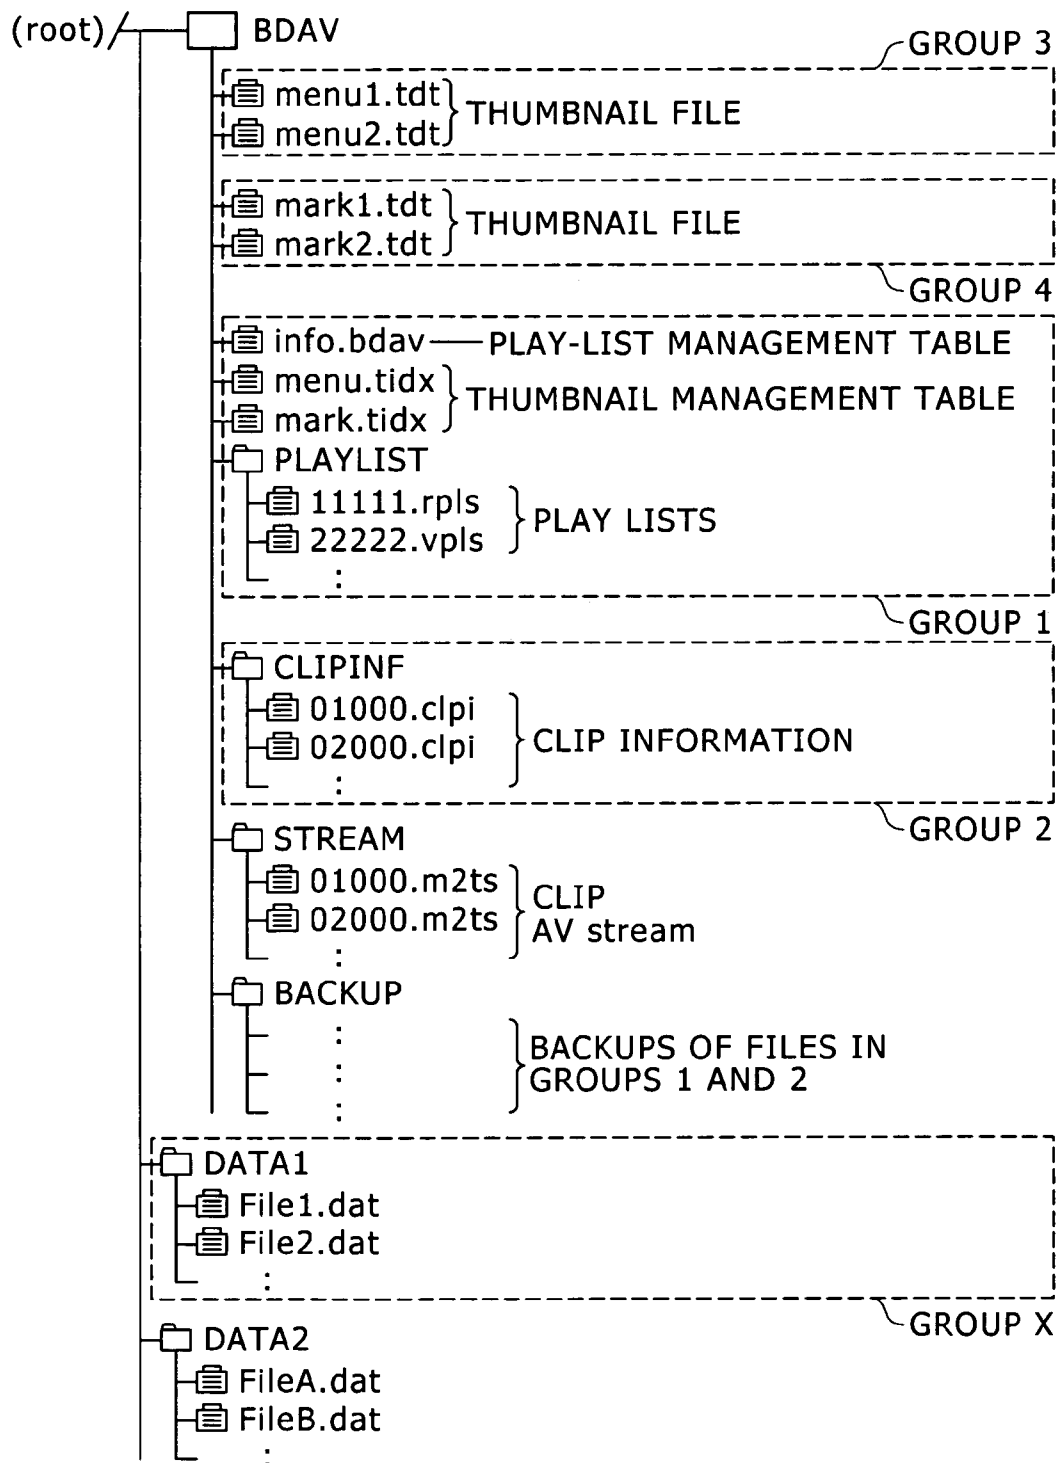 (root)/ BDAV
GROUP 3
menu1.tdt
menu2.tdt
THUMBNAIL FILE
mark1.tdt
mark2.tdt
THUMBNAIL FILE
GROUP 4
info.bdav PLAY-LIST MANAGEMENT TABLE
menu.tidx
mark.tidx
THUMBNAIL MANAGEMENT TABLE
PLAYLIST
11111.rpls
22222.vpls
PLAY LISTS
:
GROUP 1
CLIPINF
01000.clpi
02000.clpi
CLIP INFORMATION
:
GROUP 2
STREAM
01000.m2ts
02000.m2ts
CLIP
AV stream
:
BACKUP
:
:
:
BACKUPS OF FILES IN
GROUPS 1 AND 2
DATA1
File1.dat
File2.dat
:
GROUP X
DATA2
FileA.dat
FileB.dat
: